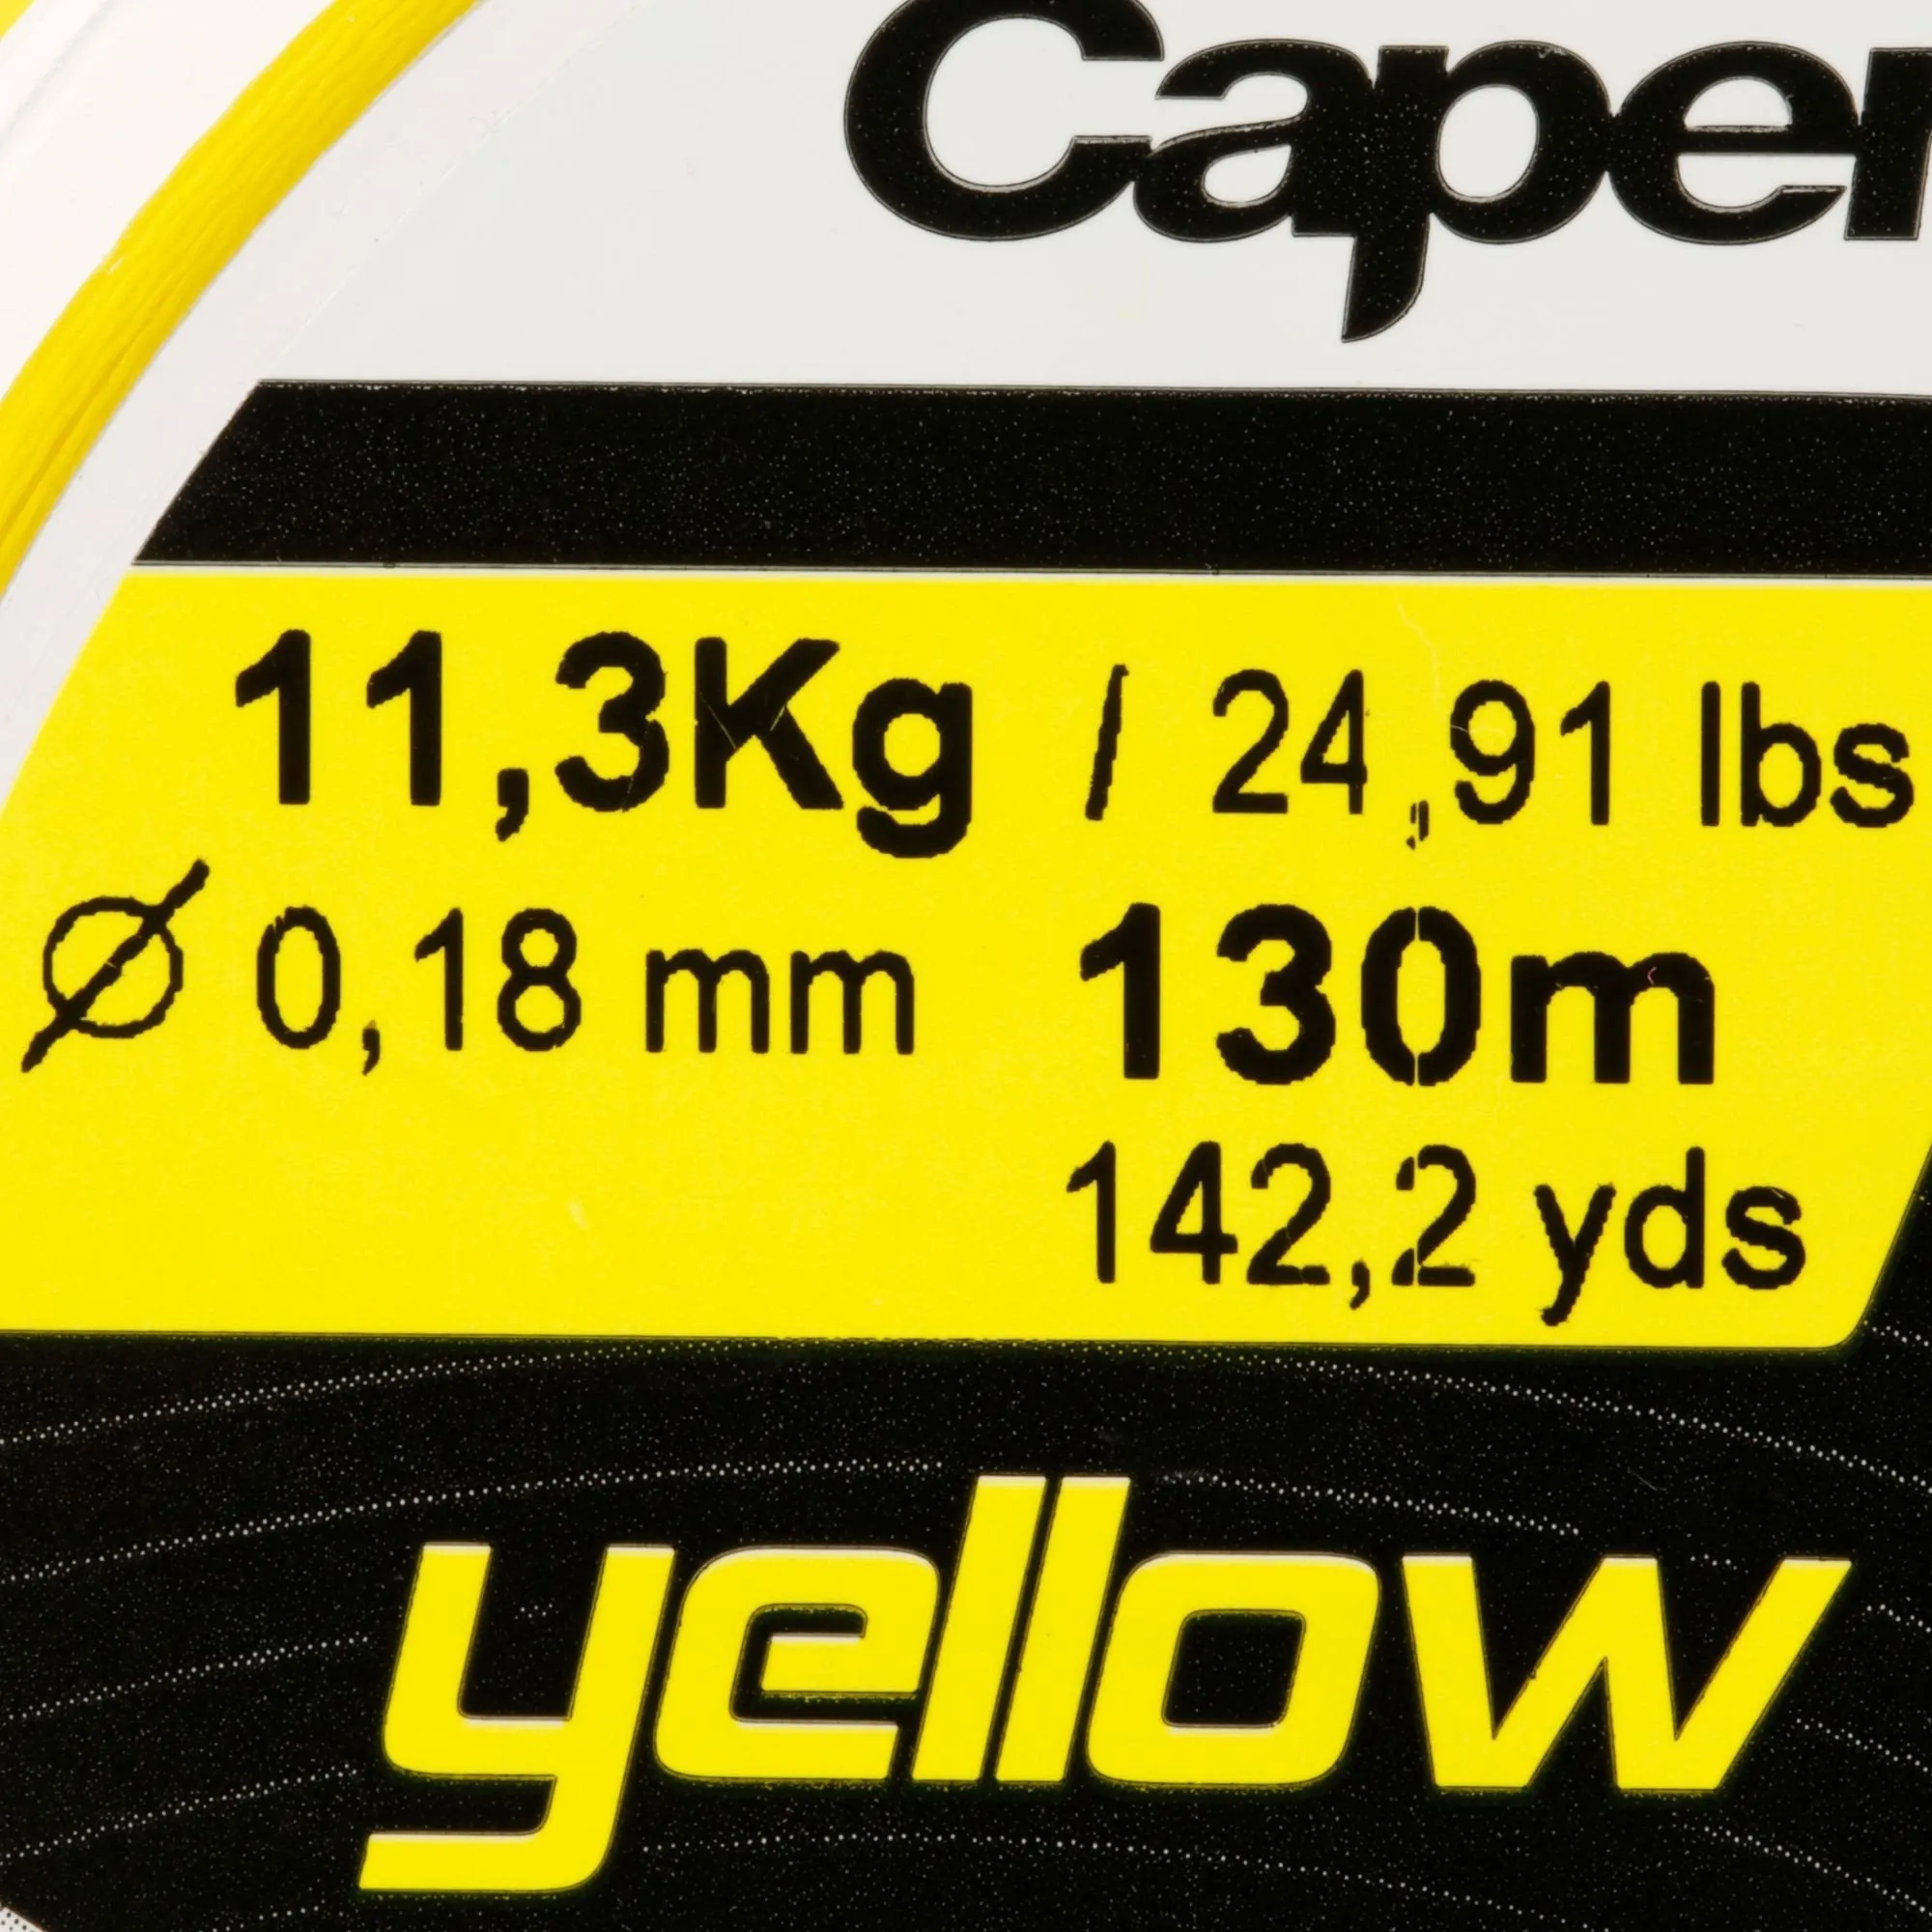 Caper
11,3Kg / 24,91 lbs
Ø 0,18 mm 130m
142,2 yds
yellow